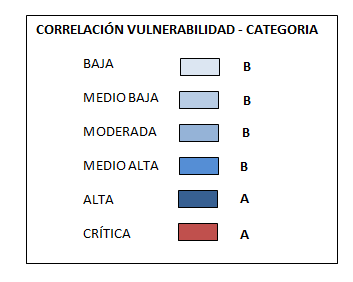 CORRELACIÓN VULNERABILIDAD - CATEGORIA
BAJA B
MEDIO BAJA B
MODERADA B
MEDIO ALTA B
ALTA A
CRÍTICA A